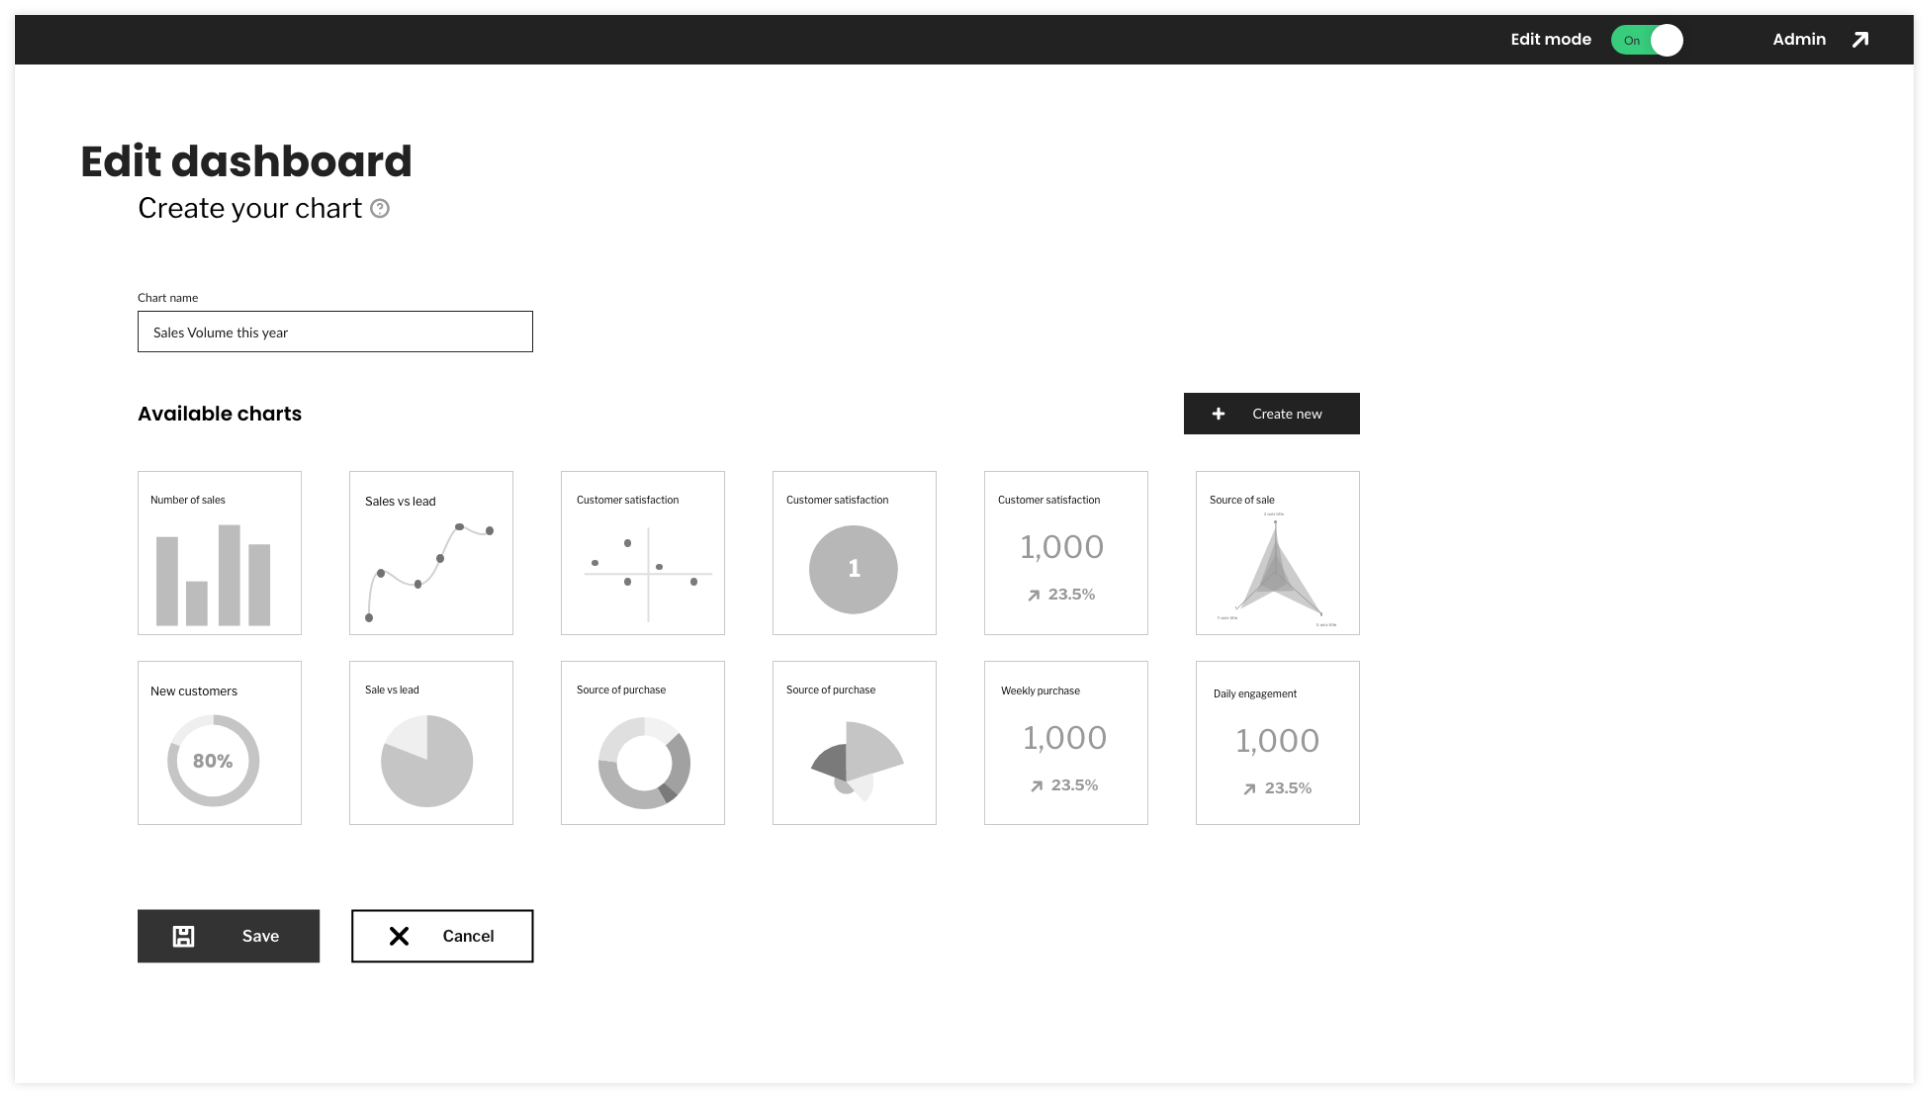 Edit mode
On
Admin
Edit dashboard
Create your chart
?
Chart name
Sales Volume this year
Available charts
Create new
Number of sales
Sales vs lead
Customer satisfaction
Customer satisfaction
1
Customer satisfaction
1,000
23.5%
Source of sale
New customers
80%
Sale vs lead
Source of purchase
Source of purchase
Weekly purchase
1,000
23.5%
Daily engagement
1,000
23.5%
Save
Cancel